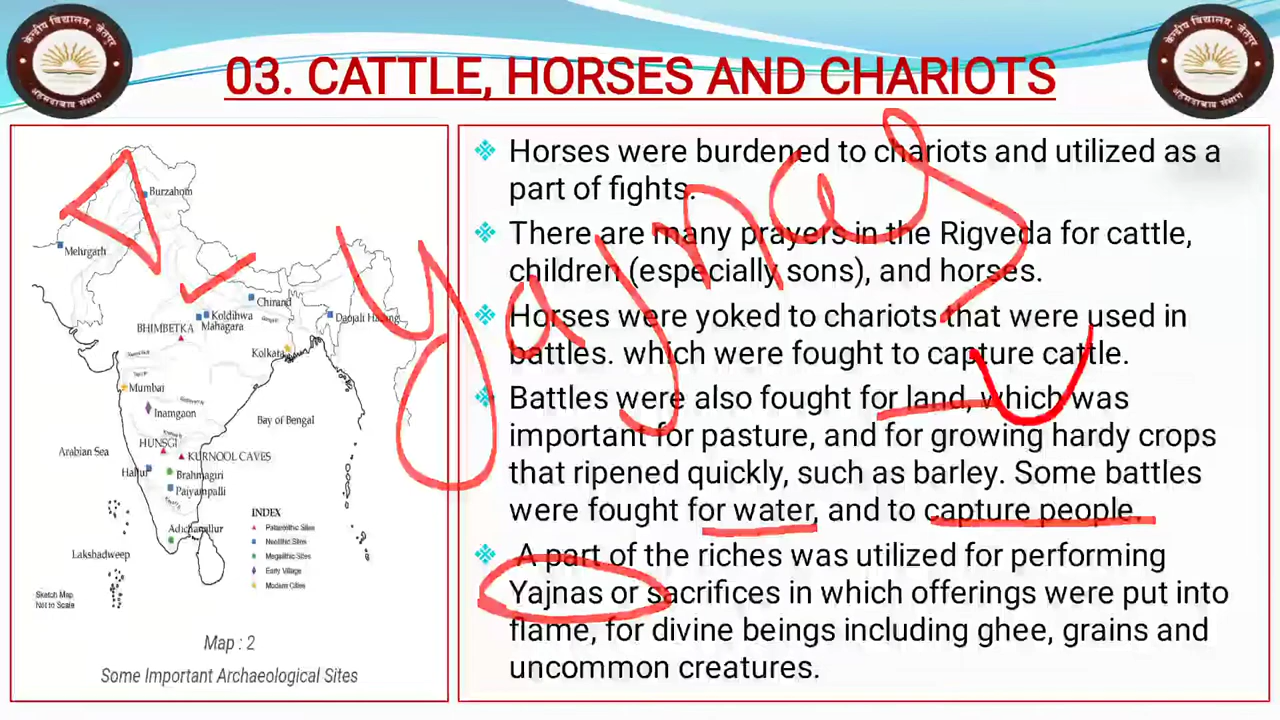 केन्द्रीय विद्यालय, जेतपुर
अहमदाबाद संभाग
केन्द्रीय विद्यालय, जेतपुर
अहमदाबाद संभाग
03. CATTLE, HORSES AND CHARIOTS
Burzahom
Mehrgarh
Chirand
Koldihwa
Mahagara
Daojali Hading
BHIMBETKA
Kolkata
Mumbai
Inamgaon
Bay of Bengal
HUNSGI
Arabian Sea
KURNOOL CAVES
Hallur
Brahmagiri
Paiyampalli
Adichanallur
Lakshadweep
INDEX
Palaeolithic Sites
Neolithic Sites
Megalithic Sites
Early Village
Modern Cities
Sketch Map
Not to Scale
Map : 2
Some Important Archaeological Sites
❖ Horses were burdened to chariots and utilized as a
part of fights.
❖ There are many prayers in the Rigveda for cattle,
children (especially sons), and horses.
❖ Horses were yoked to chariots that were used in
battles. which were fought to capture cattle.
❖ Battles were also fought for land, which was
important for pasture, and for growing hardy crops
that ripened quickly, such as barley. Some battles
were fought for water, and to capture people.
❖ A part of the riches was utilized for performing
Yajnas or sacrifices in which offerings were put into
flame, for divine beings including ghee, grains and
uncommon creatures.
yajnas